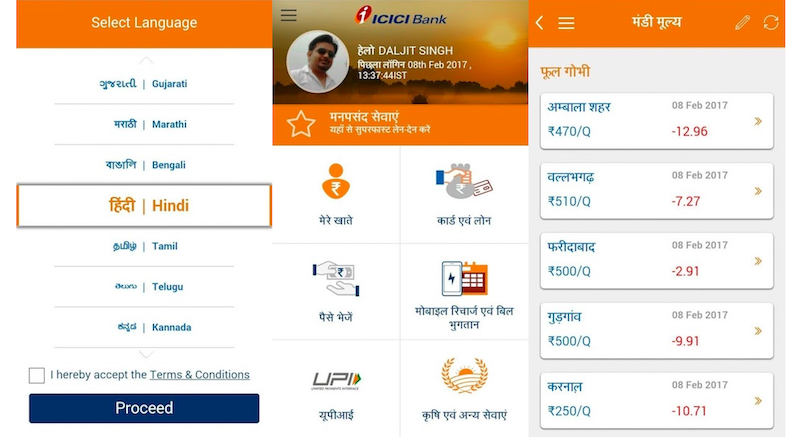 Select Language
ગુજરાતી | Gujarati
मराठी | Marathi
বাঙালি | Bengali
हिंदी | Hindi
தமிழ் | Tamil
తెలుగు | Telugu
ಕನ್ನಡ | Kannada
I hereby accept the Terms & Conditions
Proceed
ICICI Bank
हेलो DALJIT SINGH
पिछला लॉगिन 08th Feb 2017 ,
13:37:44IST
मनपसंद सेवाएं
यहाँ से सुपरफास्ट लेन-देन करें
मेरे खाते
कार्ड एवं लोन
पैसे भेजें
मोबाइल रिचार्ज एवं बिल
भुगतान
UPI
UNIFIED PAYMENTS INTERFACE
यूपीआई
कृषि एवं अन्य सेवाएं
मंडी मूल्य
फूल गोभी
अम्बाला शहर 08 Feb 2017
₹470/Q -12.96
वल्लभगढ़ 08 Feb 2017
₹510/Q -7.27
फरीदाबाद 08 Feb 2017
₹500/Q -2.91
गुड़गांव 08 Feb 2017
₹500/Q -9.91
करनाल 08 Feb 2017
₹250/Q -10.71